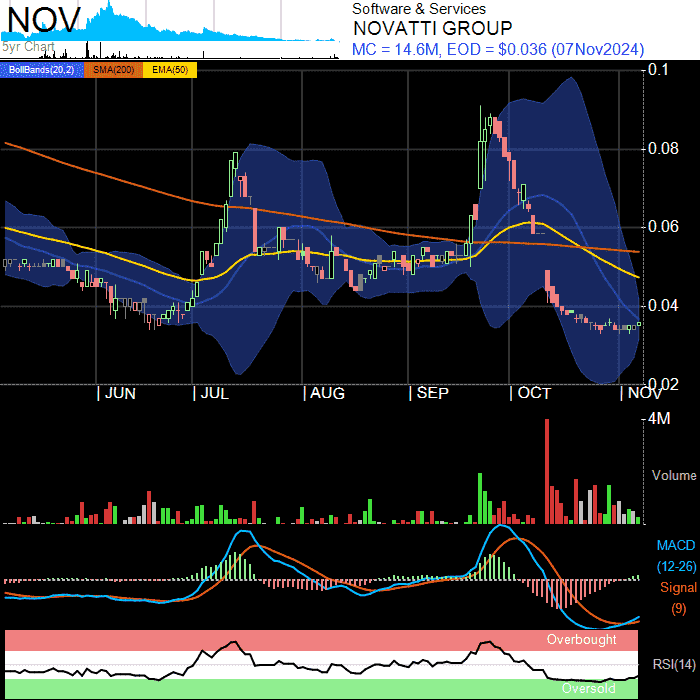 NOV
Software & Services
NOVATTI GROUP
5yr Chart
MC = 14.6M, EOD = $0.036 (07Nov2024)
BollBands(20,2) SMA(200) EMA(50)
0.1
0.08
0.06
0.04
0.02
| JUN | JUL | AUG | SEP | OCT | NOV
4M
Volume
MACD
(12-26)
Signal
(9)
Overbought
RSI(14)
Oversold